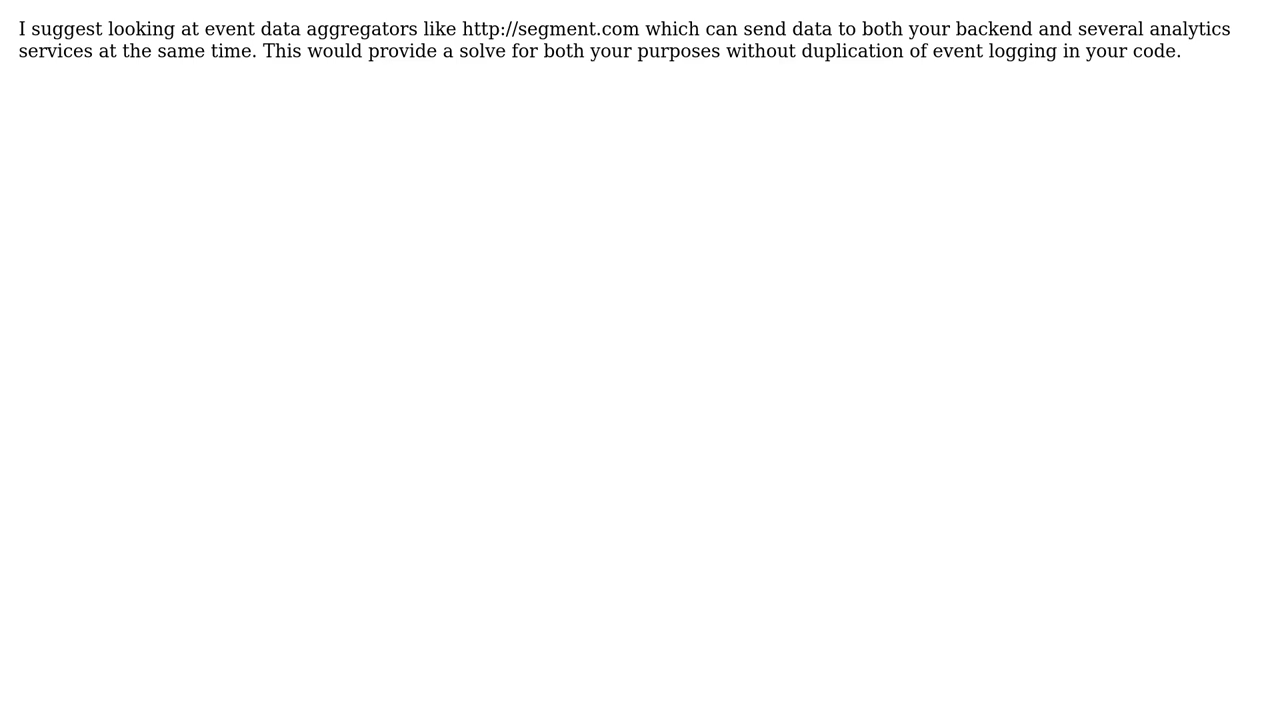 I suggest looking at event data aggregators like http://segment.com which can send data to both your backend and several analytics
services at the same time. This would provide a solve for both your purposes without duplication of event logging in your code.